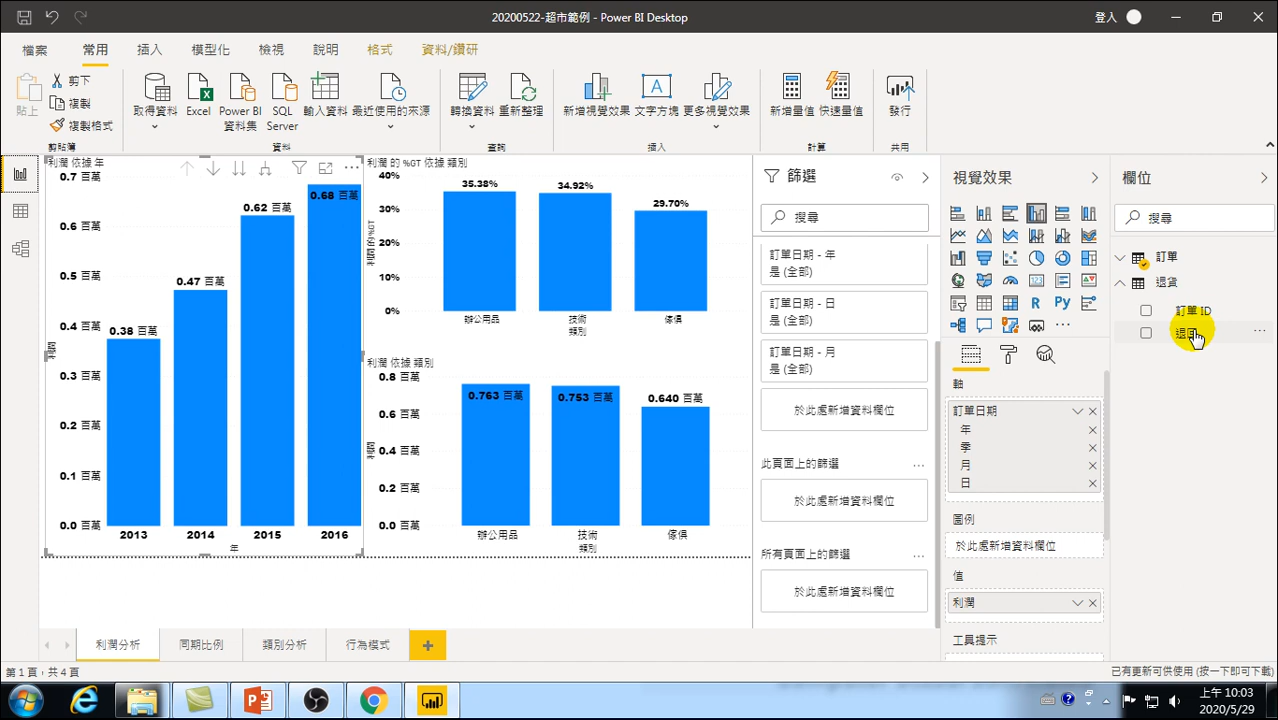 20200522-超市範例 - Power BI Desktop
登入
檔案 常用 插入 模型化 檢視 說明 格式 資料/鑽研
貼上
剪下
複製
複製格式
取得資料
Excel
Power BI
資料集
SQL
Server
輸入資料
最近使用的來源
轉換資料
重新整理
新增視覺效果
文字方塊
更多視覺效果
新增量值
快速量值
發行
剪貼簿 資料 查詢 插入 計算 共用
利潤 依據 年
0.7 百萬
0.6 百萬
0.5 百萬
0.4 百萬
0.3 百萬
0.2 百萬
0.1 百萬
0.0 百萬
利潤
0.38 百萬
0.47 百萬
0.62 百萬
0.68 百萬
2013 2014 2015 2016
年
利潤 的 %GT 依據 類別
40%
30%
20%
10%
0%
利潤 的 %GT
35.38%
34.92%
29.70%
辦公用品 技術 傢俱
類別
利潤 依據 類別
0.8 百萬
0.6 百萬
0.4 百萬
0.2 百萬
0.0 百萬
利潤
0.763 百萬
0.753 百萬
0.640 百萬
辦公用品 技術 傢俱
類別
篩選
搜尋
訂單日期 - 年
是 (全部)
訂單日期 - 日
是 (全部)
訂單日期 - 月
是 (全部)
於此處新增資料欄位
此頁面上的篩選
於此處新增資料欄位
所有頁面上的篩選
於此處新增資料欄位
視覺效果
R Py
軸
訂單日期
年
季
月
日
圖例
於此處新增資料欄位
值
利潤
工具提示
欄位
搜尋
訂單
退貨
訂單 ID
退回
利潤分析 同期比例 類別分析 行為模式
第 1 頁，共 4 頁
已有更新可供使用 (按一下即可下載)
上午 10:03
2020/5/29